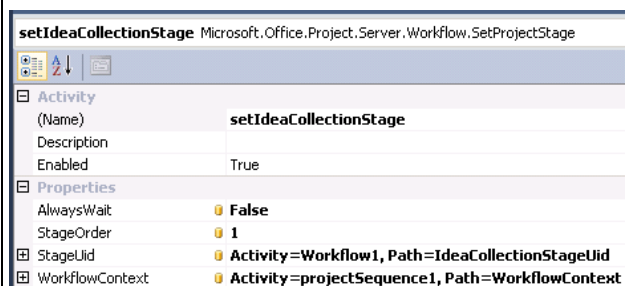 setIdeaCollectionStage Microsoft.Office.Project.Server.Workflow.SetProjectStage
Activity
(Name) setIdeaCollectionStage
Description
Enabled True
Properties
AlwaysWait False
StageOrder 1
StageUid Activity=Workflow1, Path=IdeaCollectionStageUid
WorkflowContext Activity=projectSequence1, Path=WorkflowContext